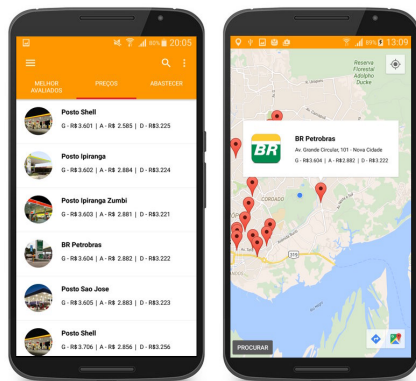 80% 20:05
MELHOR AVALIADOS
PREÇOS
ABASTECER
Posto Shell
G - R$ 3.601 | A - R$ 2.585 | D - R$3.225
Posto Ipiranga
G - R$ 3.602 | A - R$ 2.884 | D - R$3.224
Posto Ipiranga Zumbi
G - R$ 3.603 | A - R$ 2.881 | D - R$3.221
BR Petrobras
G - R$ 3.604 | A - R$ 2.882 | D - R$3.222
Posto Sao Jose
G - R$ 3.605 | A - R$ 2.883 | D - R$3.223
Posto Shell
G - R$ 3.706 | A - R$ 2.856 | D - R$3.256
89% 13:09
Reserva
Florestal
Adolpho
Ducke
BR
BR Petrobras
Av. Grande Circular, 101 - Nova Cidade
G - R$3.604 | A - R$2.882 | D - R$ 3.222
COROADO
319
PROCURAR